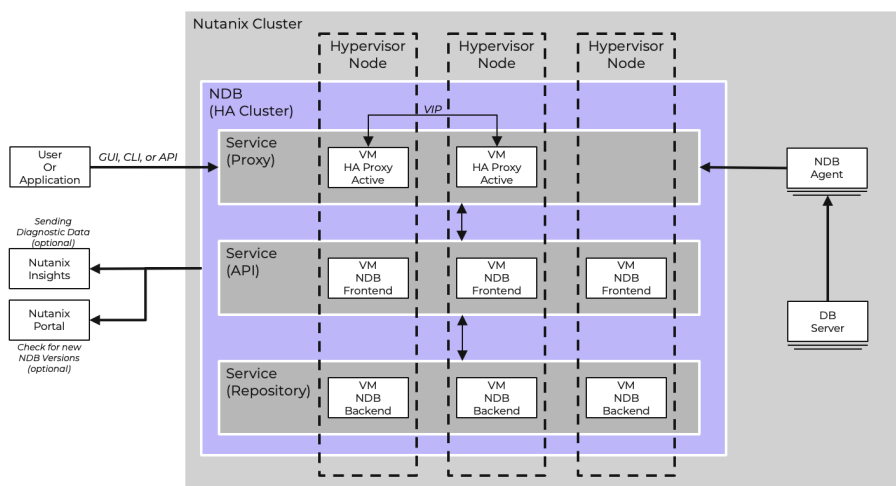 Nutanix Cluster
Hypervisor
Node
Hypervisor
Node
Hypervisor
Node
NDB
(HA Cluster)
VIP
Service
(Proxy)
VM
HA Proxy
Active
VM
HA Proxy
Active
User
Or
Application
GUI, CLI, or API
NDB
Agent
Sending
Diagnostic Data
(optional)
Nutanix
Insights
Nutanix
Portal
Check for new
NDB Versions
(optional)
Service
(API)
VM
NDB
Frontend
VM
NDB
Frontend
VM
NDB
Frontend
DB
Server
Service
(Repository)
VM
NDB
Backend
VM
NDB
Backend
VM
NDB
Backend